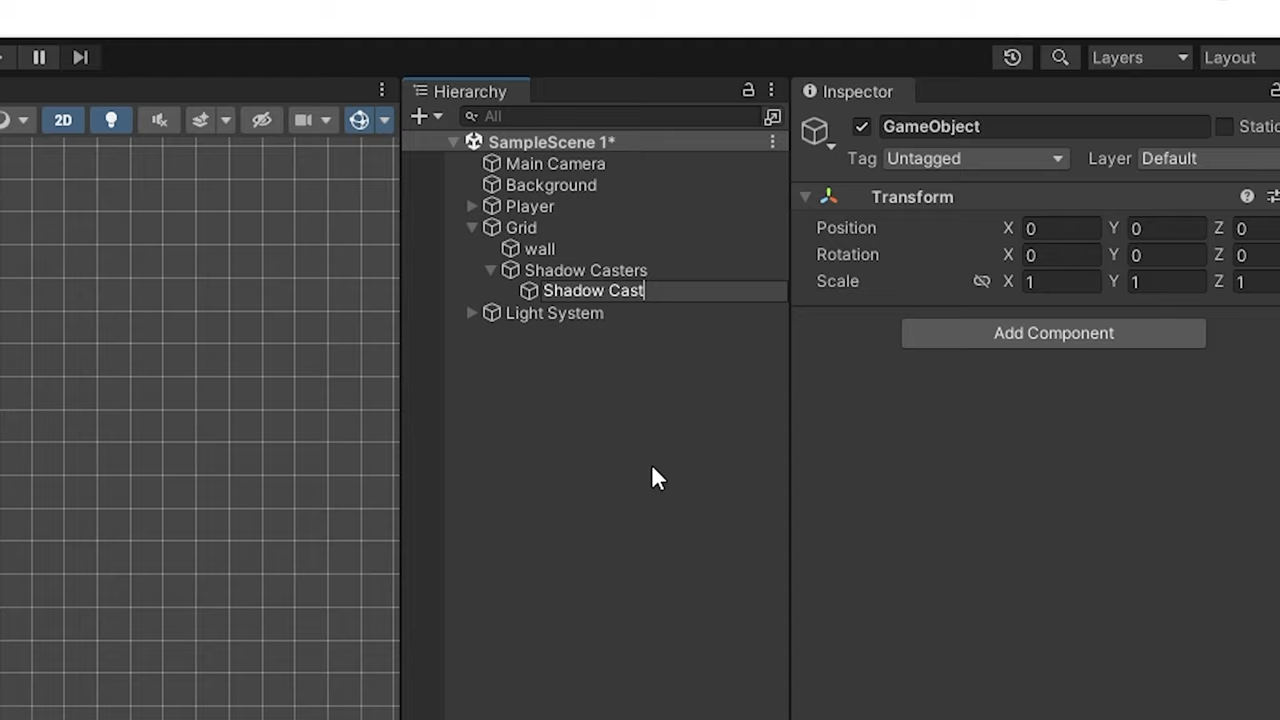 Layers
Layout
Hierarchy
Inspector
2D
All
GameObject
Static
SampleScene 1*
Main Camera
Tag Untagged Layer Default
Background
Transform
Player
Grid
Position X 0 Y 0 Z 0
wall
Rotation X 0 Y 0 Z 0
Shadow Casters
Scale X 1 Y 1 Z 1
Shadow Cast
Light System
Add Component